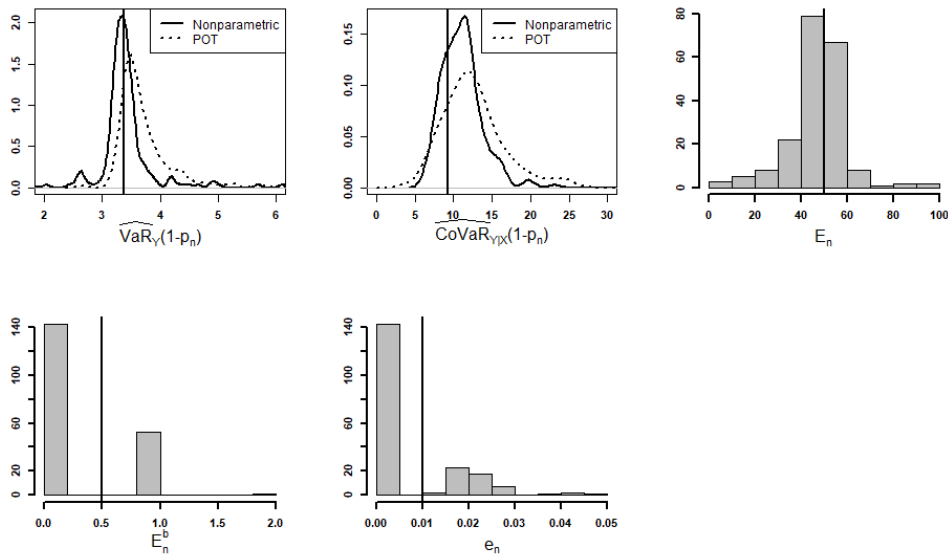 Nonparametric
POT
0.0 0.5 1.0 1.5 2.0
2 3 4 5 6
VaR_Y(1-p_n)
Nonparametric
POT
0.00 0.05 0.10 0.15
0 5 10 15 20 25 30
CoVaR_Y|X(1-p_n)
0 20 40 60 80
0 20 40 60 80 100
E_n
0 20 60 100 140
0.0 0.5 1.0 1.5 2.0
E_n^b
0 20 60 100 140
0.00 0.01 0.02 0.03 0.04 0.05
e_n